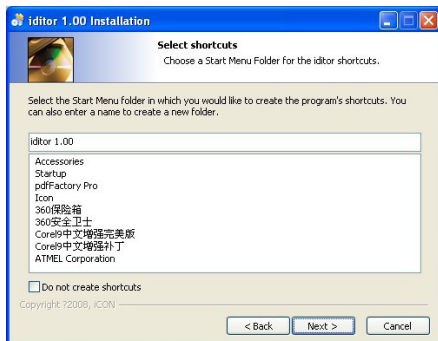 iditor 1.00 Installation
Select shortcuts
Choose a Start Menu Folder for the iditor shortcuts.
Select the Start Menu folder in which you would like to create the program's shortcuts. You
can also enter a name to create a new folder.
iditor 1.00
Accessories
Startup
pdfFactory Pro
Icon
360保险箱
360安全卫士
Corel9中文增强完美版
Corel9中文增强补丁
ATMEL Corporation
Do not create shortcuts
Copyright ?2008, iCON
< Back
Next >
Cancel